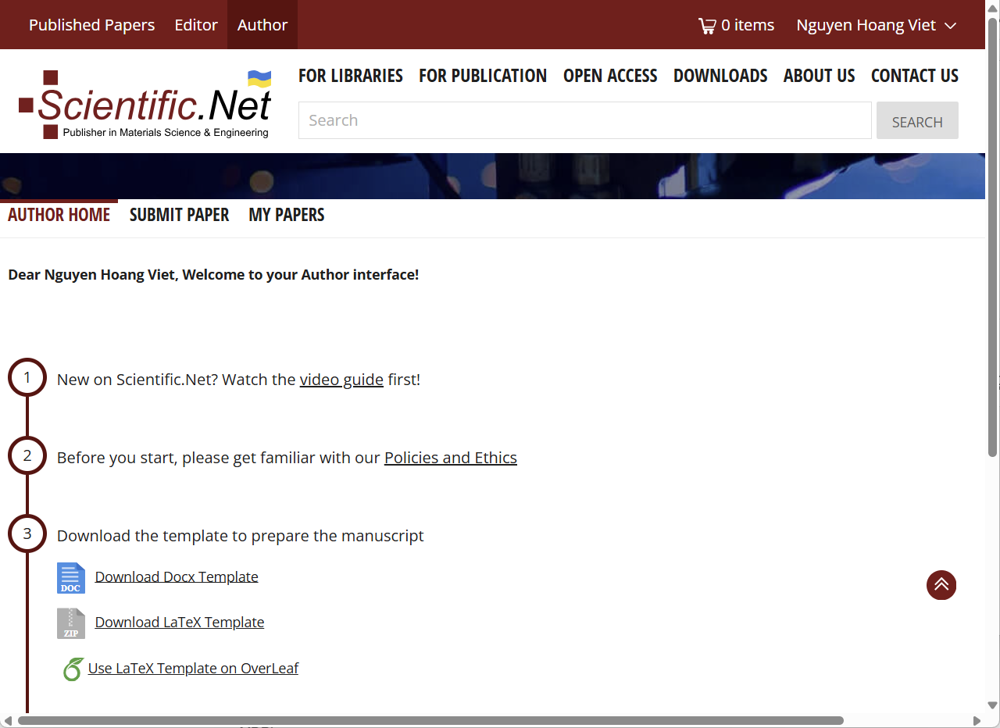 Published Papers Editor Author 0 items Nguyen Hoang Viet
FOR LIBRARIES FOR PUBLICATION OPEN ACCESS DOWNLOADS ABOUT US CONTACT US
Scientific.Net
Publisher in Materials Science & Engineering
Search SEARCH
AUTHOR HOME SUBMIT PAPER MY PAPERS
Dear Nguyen Hoang Viet, Welcome to your Author interface!
1 New on Scientific.Net? Watch the video guide first!
2 Before you start, please get familiar with our Policies and Ethics
3 Download the template to prepare the manuscript
DOC Download Docx Template
ZIP Download LaTeX Template
Use LaTeX Template on OverLeaf